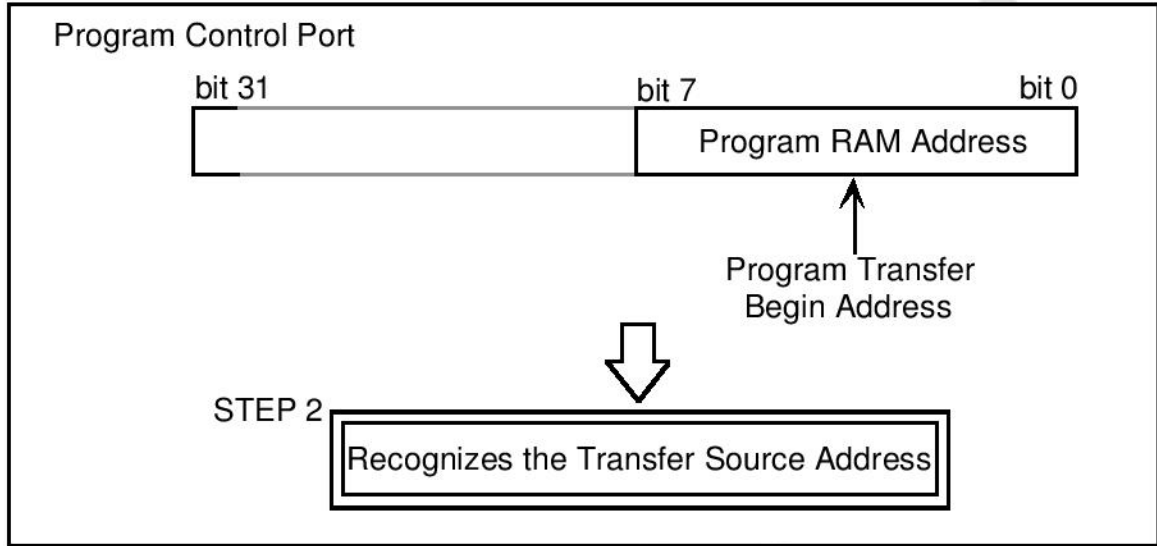 Program Control Port
bit 31
bit 7
bit 0
Program RAM Address
Program Transfer
Begin Address
STEP 2
Recognizes the Transfer Source Address